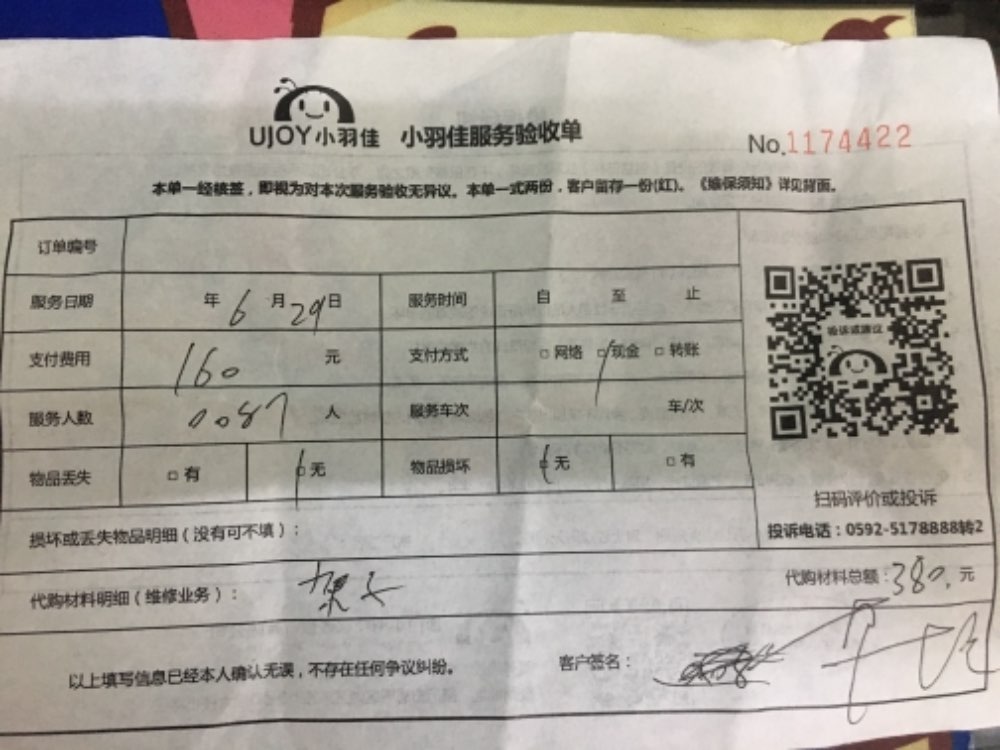 UJOY小羽佳 小羽佳服务验收单
No.1174422
本单一经核签，即视为对本次服务验收无异议。本单一式两份，客户留存一份(红)。《维保须知》详见背面。
订单编号
服务日期 年 6 月 29 日 服务时间 自 至 止
投诉或建议
支付费用 160 元 支付方式 □网络 □现金 □转账
服务人数 0087 人 服务车次 车/次
物品丢失 □有 □无 物品损坏 □无 □有
扫码评价或投诉
投诉电话：0592-5178888转2
损坏或丢失物品明细（没有可不填）：
代购材料明细（维修业务）： 架子 代购材料总额：380.元
以上填写信息已经本人确认无误，不存在任何争议纠纷。 客户签名：